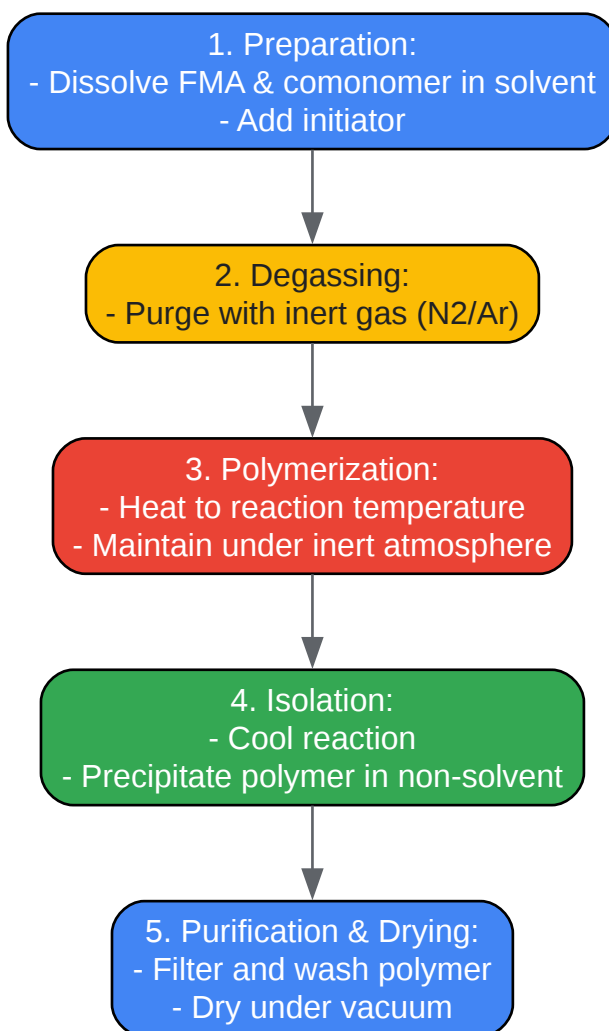 1. Preparation:
- Dissolve FMA & comonomer in solvent
- Add initiator
2. Degassing:
- Purge with inert gas (N2/Ar)
3. Polymerization:
- Heat to reaction temperature
- Maintain under inert atmosphere
4. Isolation:
- Cool reaction
- Precipitate polymer in non-solvent
5. Purification & Drying:
- Filter and wash polymer
- Dry under vacuum